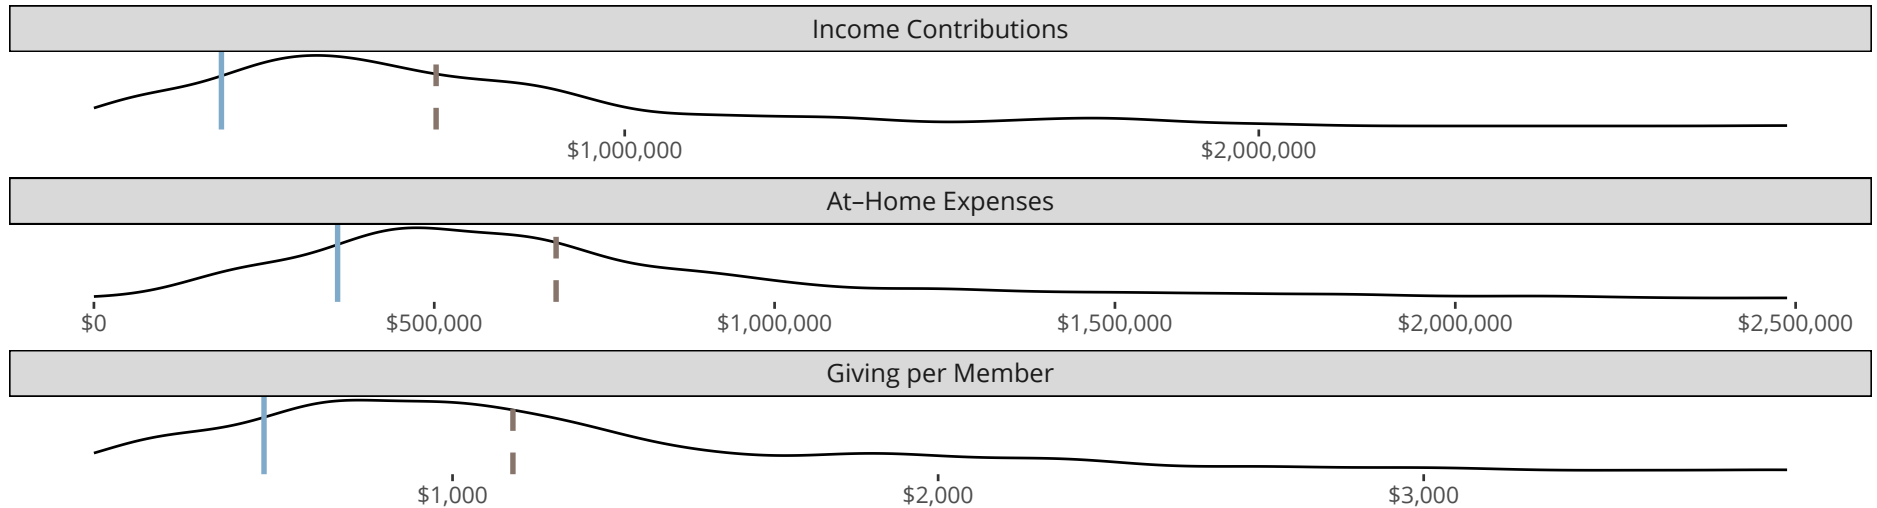 Income Contributions
$1,000,000 $2,000,000
At–Home Expenses
$0 $500,000 $1,000,000 $1,500,000 $2,000,000 $2,500,000
Giving per Member
$1,000 $2,000 $3,000